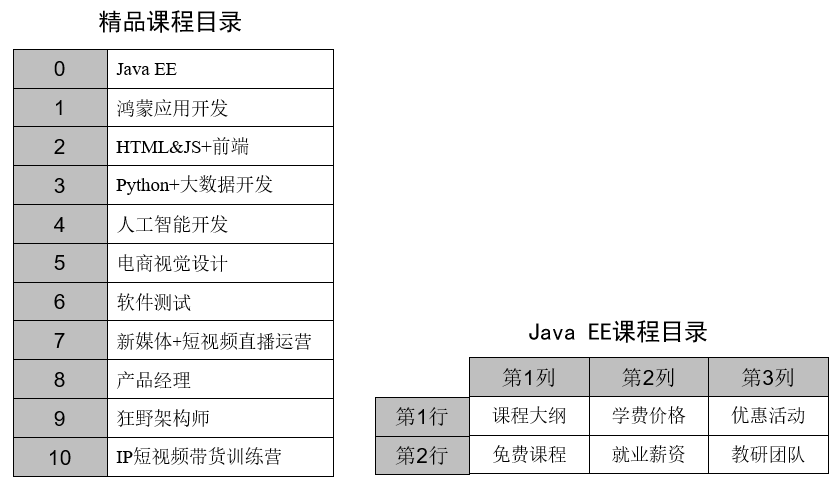 精品课程目录
0 Java EE
1 鸿蒙应用开发
2 HTML&JS+前端
3 Python+大数据开发
4 人工智能开发
5 电商视觉设计
6 软件测试
7 新媒体+短视频直播运营
8 产品经理
9 狂野架构师
10 IP短视频带货训练营
Java EE课程目录
第1列 第2列 第3列
第1行 课程大纲 学费价格 优惠活动
第2行 免费课程 就业薪资 教研团队